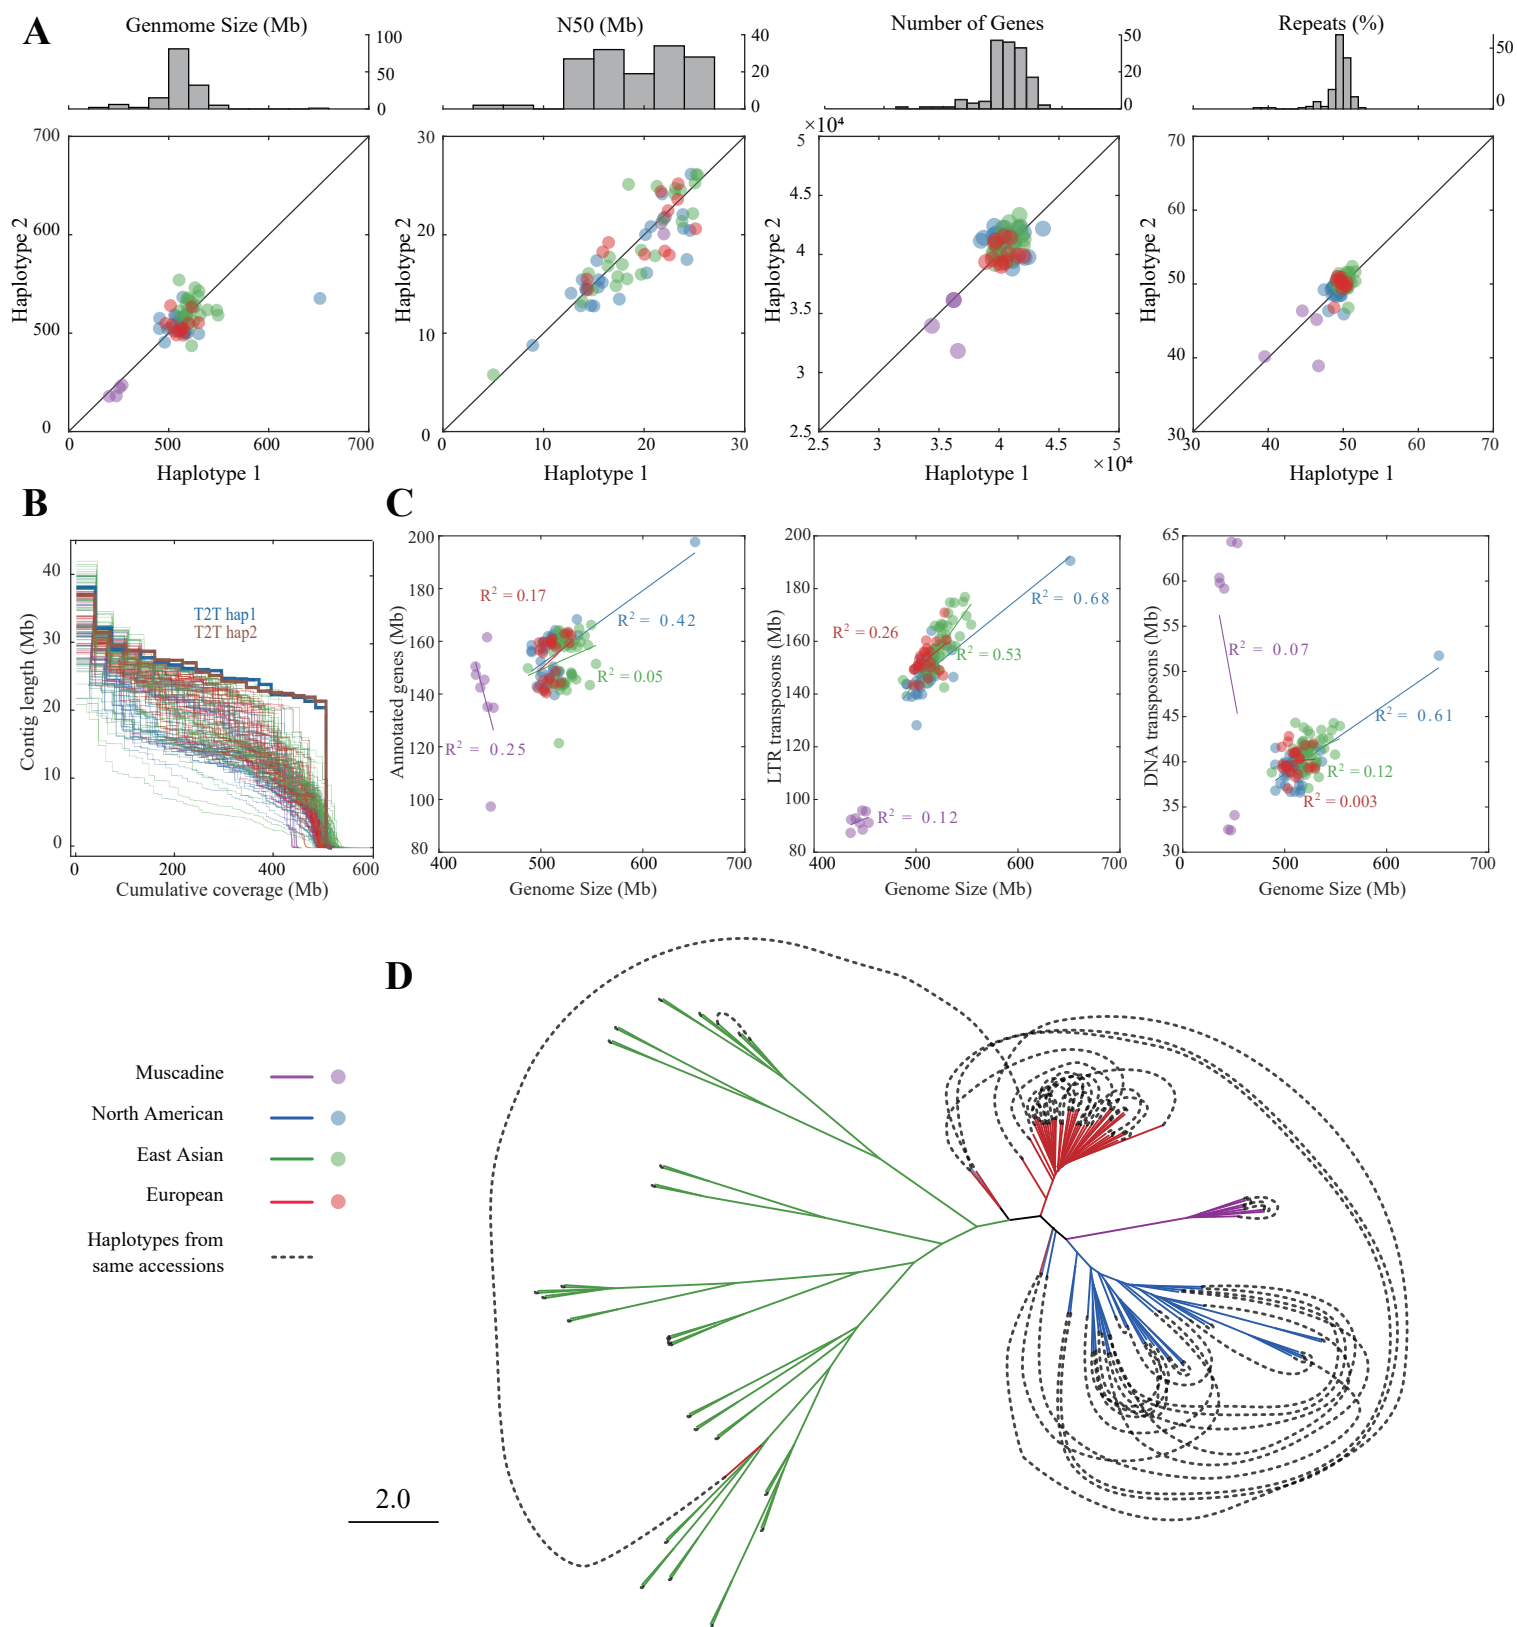 A
Genmome Size (Mb)
N50 (Mb)
Number of Genes
Repeats (%)
100
50
0
40
20
0
50
20
0
50
0
700
600
500
0
Haplotype 2
0
500
600
700
Haplotype 1
30
20
10
0
Haplotype 2
0
10
20
30
Haplotype 1
×10⁴
5
4.5
4
3.5
3
2.5
Haplotype 2
2.5
3
3.5
4
4.5
5
×10⁴
Haplotype 1
70
60
50
40
30
Haplotype 2
30
40
50
60
70
Haplotype 1
B
40
30
20
10
0
Contig length (Mb)
T2T hap1
T2T hap2
0
200
400
600
Cumulative coverage (Mb)
C
200
180
160
140
120
100
80
Annotated genes (Mb)
R² = 0.17
R² = 0.42
R² = 0.05
R² = 0.25
400
500
600
700
Genome Size (Mb)
200
180
160
140
120
100
80
LTR transposons (Mb)
R² = 0.68
R² = 0.26
R² = 0.53
R² = 0.12
400
500
600
700
Genome Size (Mb)
65
60
55
50
45
40
35
30
DNA transposons (Mb)
R² = 0.07
R² = 0.61
R² = 0.12
R² = 0.003
0
500
600
700
Genome Size (Mb)
D
Muscadine
North American
East Asian
European
Haplotypes from
same accessions
2.0